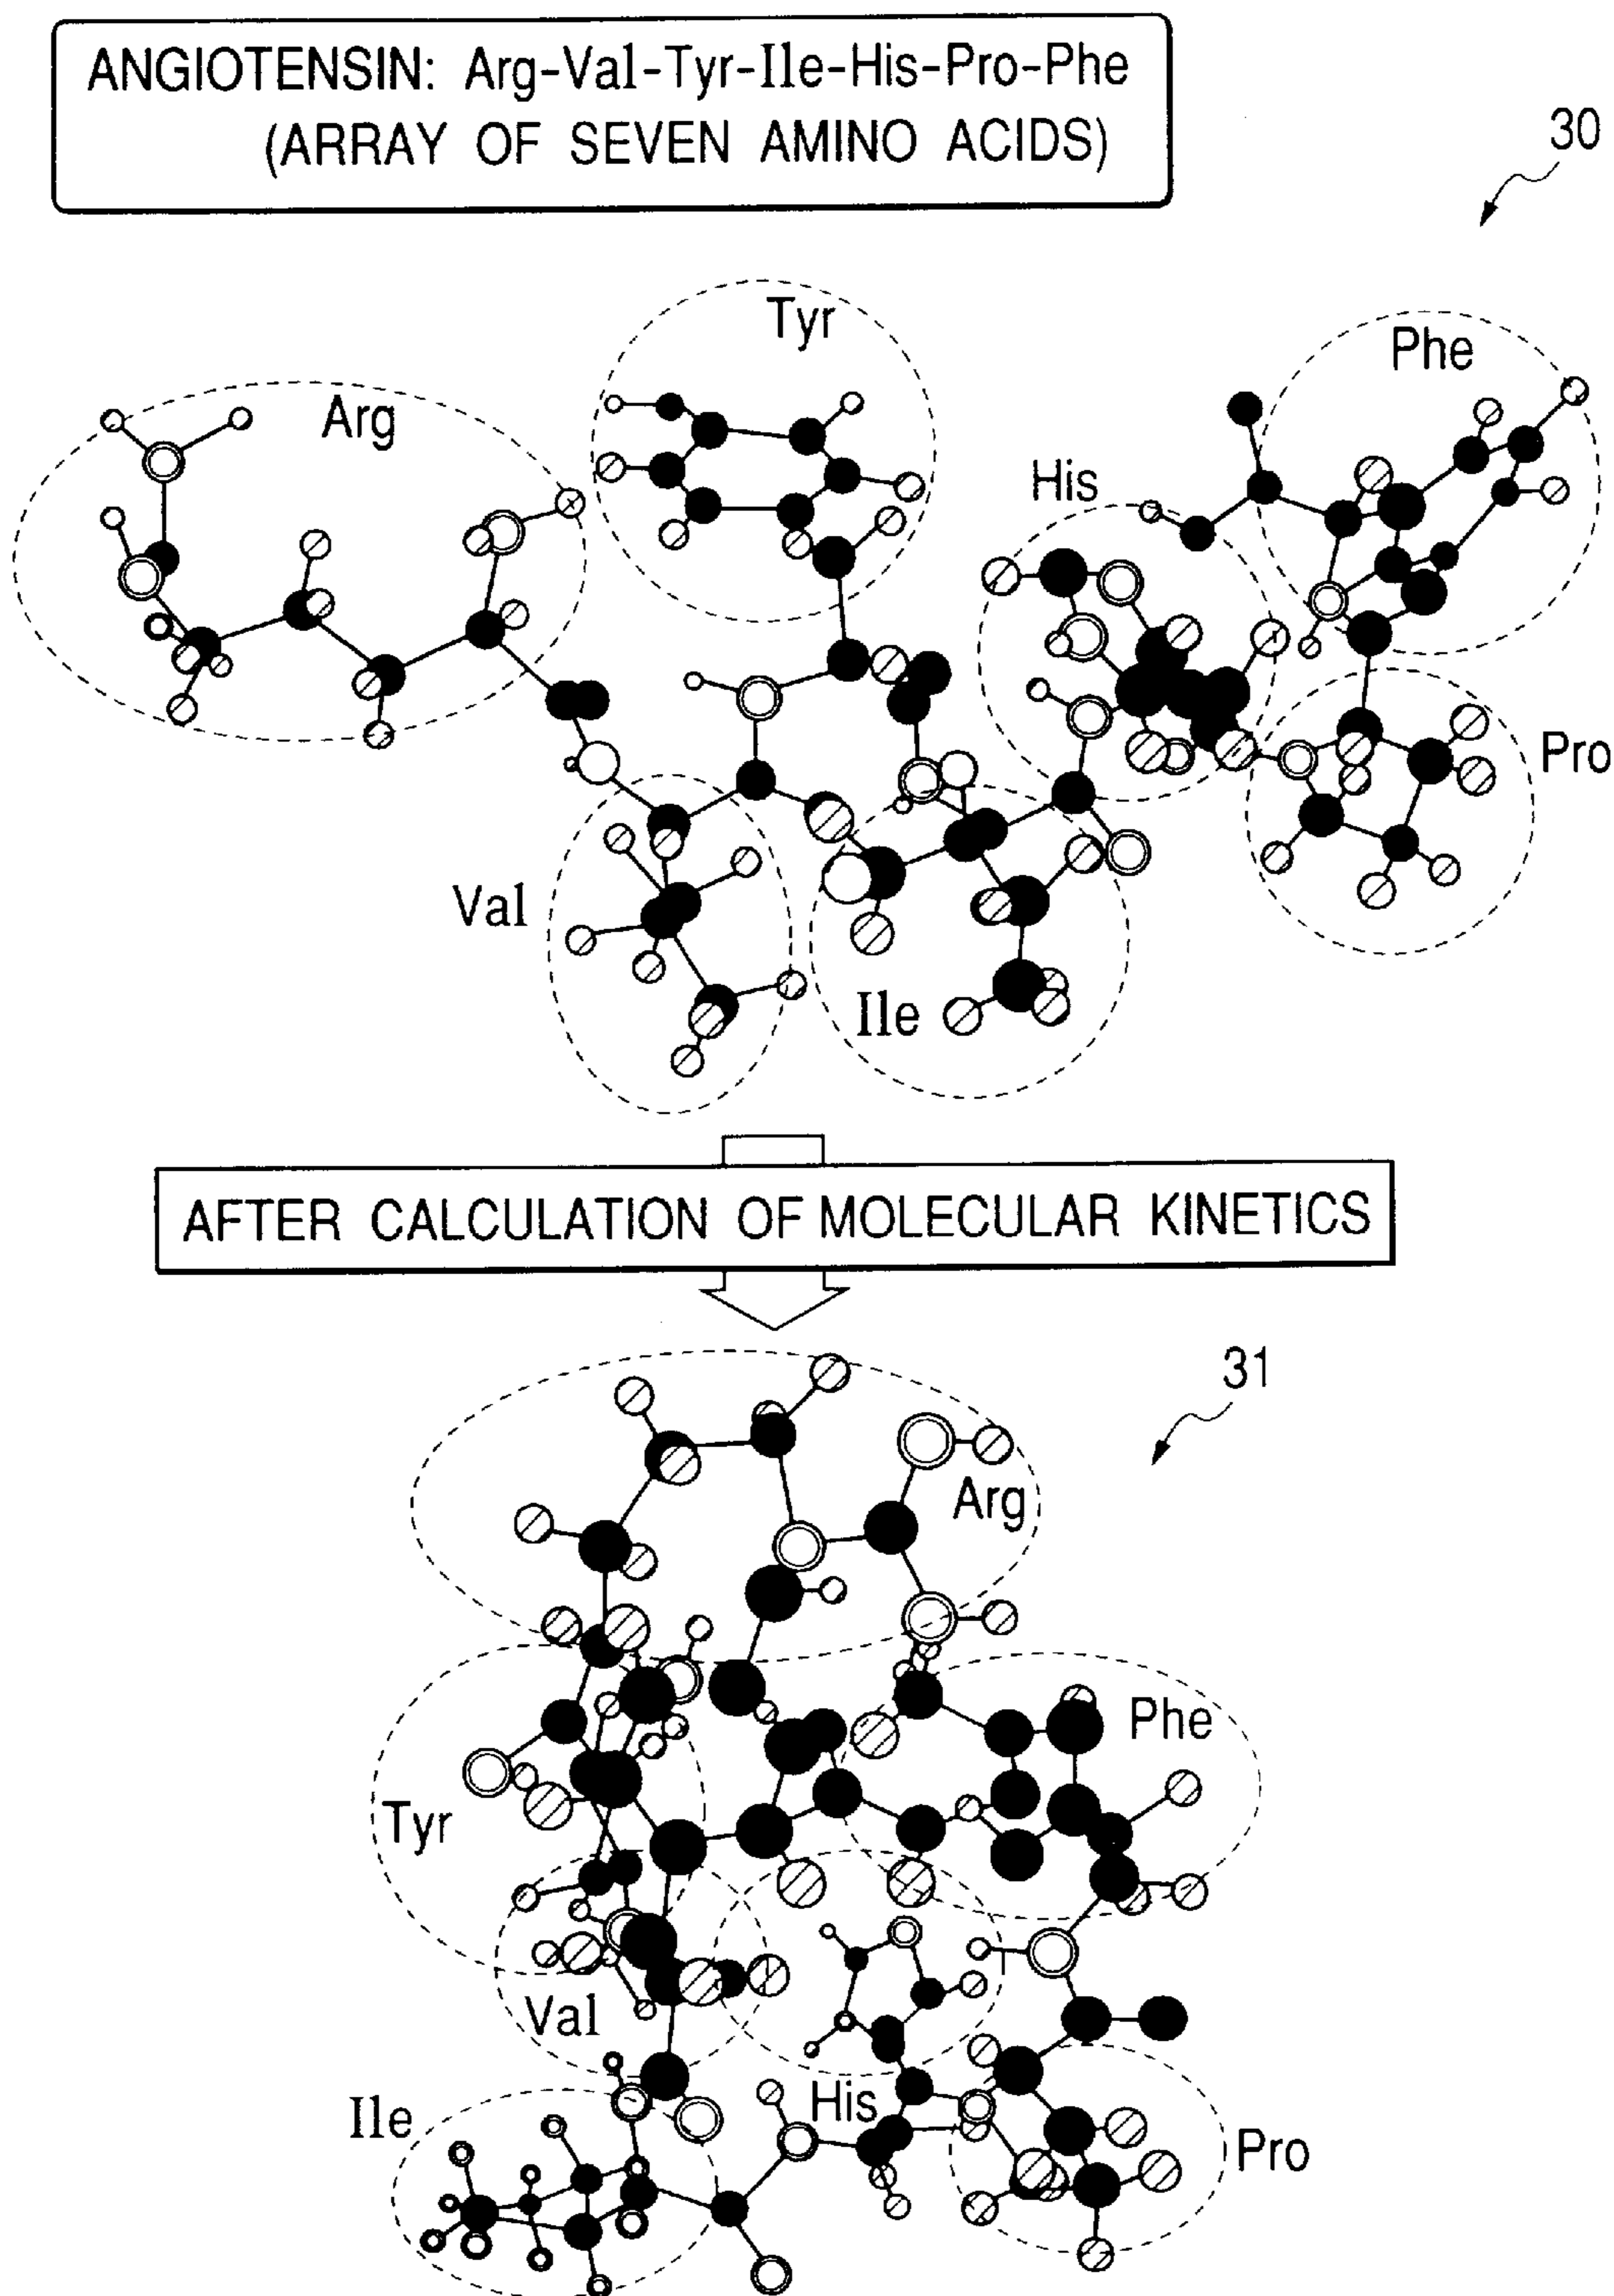 ANGIOTENSIN: Arg-Val-Tyr-Ile-His-Pro-Phe
(ARRAY OF SEVEN AMINO ACIDS)
30
Tyr
Phe
Arg
His
Pro
Val
Ile
AFTER CALCULATION OF MOLECULAR KINETICS
31
Arg
Phe
Tyr
Val
His
Ile
Pro